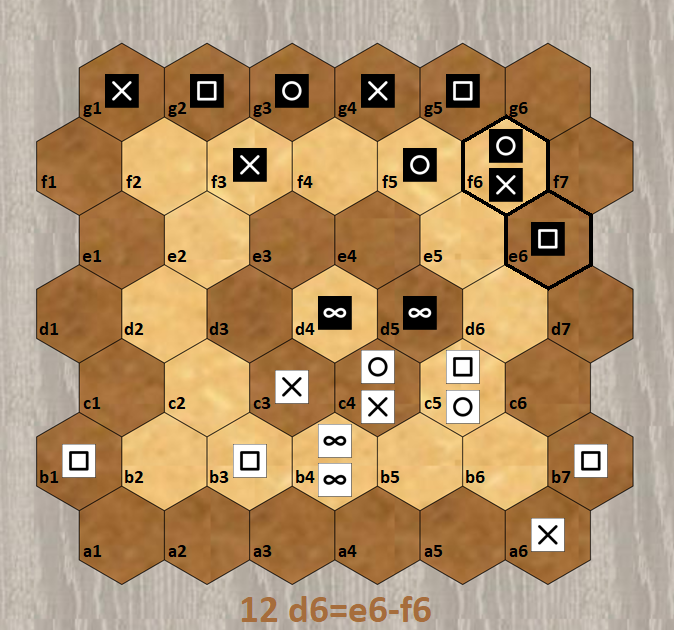 g1 g2 g3 g4 g5 g6
f1 f2 f3 f4 f5 f6 f7
e1 e2 e3 e4 e5 e6
d1 d2 d3 d4 d5 d6 d7
c1 c2 c3 c4 c5 c6
b1 b2 b3 b4 b5 b6 b7
a1 a2 a3 a4 a5 a6
12 d6=e6-f6